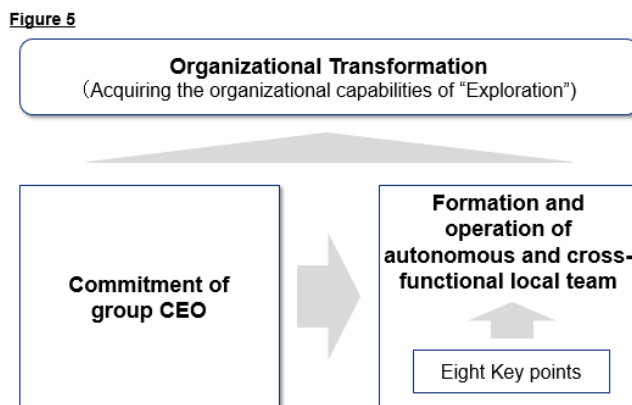 Figure 5
Organizational Transformation
(Acquiring the organizational capabilities of “Exploration”)
Commitment of
group CEO
Formation and
operation of
autonomous and cross-
functional local team
Eight Key points